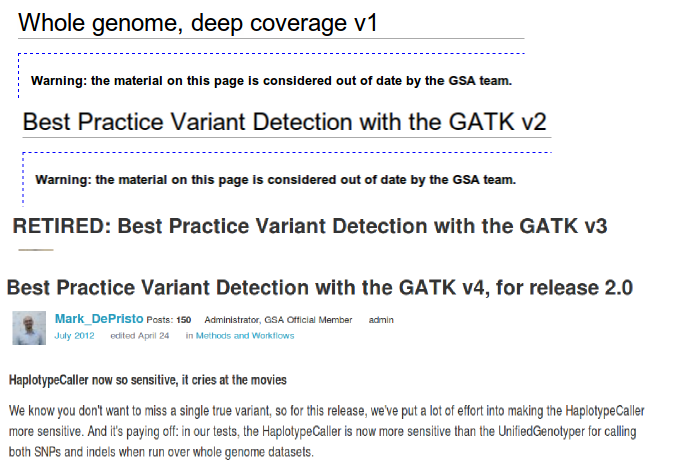 Whole genome, deep coverage v1
Warning: the material on this page is considered out of date by the GSA team.
Best Practice Variant Detection with the GATK v2
Warning: the material on this page is considered out of date by the GSA team.
RETIRED: Best Practice Variant Detection with the GATK v3
Best Practice Variant Detection with the GATK v4, for release 2.0
Mark_DePristo Posts: 150 Administrator, GSA Official Member admin
July 2012 edited April 24 in Methods and Workflows
HaplotypeCaller now so sensitive, it cries at the movies
We know you don't want to miss a single true variant, so for this release, we've put a lot of effort into making the HaplotypeCaller
more sensitive. And it's paying off: in our tests, the HaplotypeCaller is now more sensitive than the UnifiedGenotyper for calling
both SNPs and indels when run over whole genome datasets.